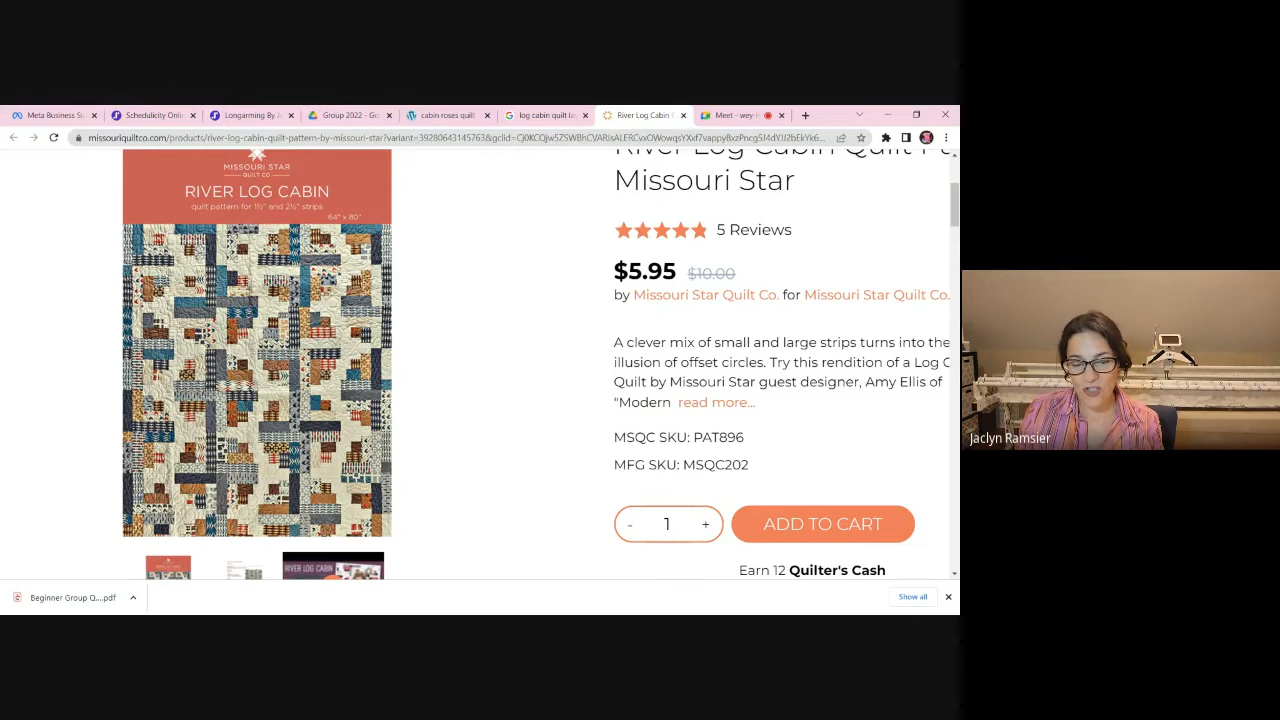 Meta Business Su
Schedulicity Onli
Longarming By J
Group 2022 - Go
cabin roses quilt
log cabin quilt la
River Log Cabin
Meet - wey-
missouriquiltco.com/products/river-log-cabin-quilt-pattern-by-missouri-star?variant=39280643145763&gclid=
MISSOURI STAR
QUILT CO.
RIVER LOG CABIN
quilt pattern for 1½" and 2½" strips
64" x 80"
Missouri Star
5 Reviews
$5.95 $10.00
by Missouri Star Quilt Co. for Missouri Star Quilt Co.
A clever mix of small and large strips turns into the
illusion of offset circles. Try this rendition of a Log C
Quilt by Missouri Star guest designer, Amy Ellis of
"Modern read more...
MSQC SKU: PAT896
MFG SKU: MSQC202
- 1 +
ADD TO CART
Earn 12 Quilter's Cash
RIVER LOG CABIN
Beginner Group Q....pdf
Show all
Jaclyn Ramsier